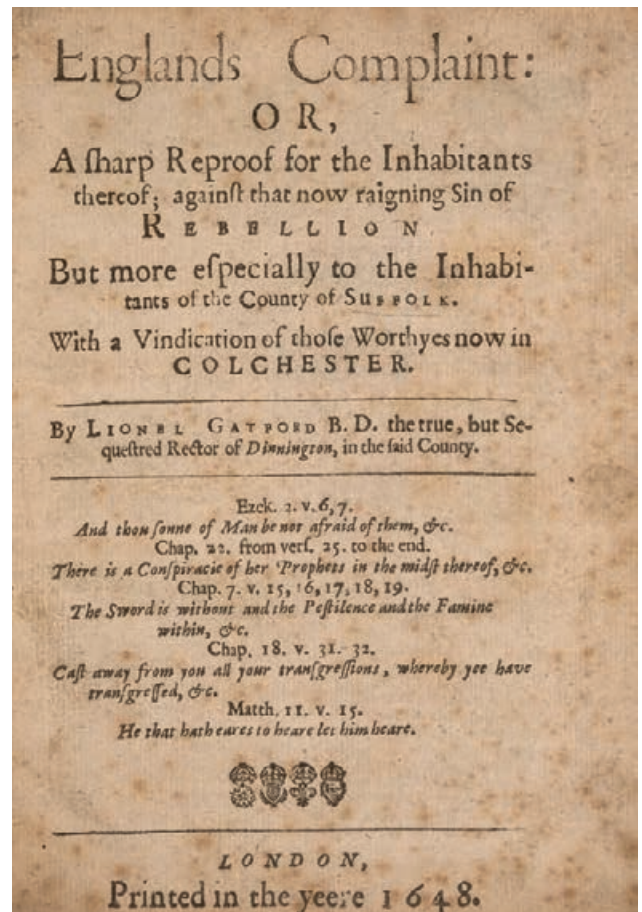 Englands Complaint:
OR,
A ſharp Reproof for the Inhabitants
thereof; againſt that now raigning Sin of
REBELLION
But more eſpecially to the Inhabi-
tants of the County of SUFFOLK.
With a Vindication of thoſe Worthyes now in
COLCHESTER.
By LIONEL GATFORD B. D. the true, but Se-
queſtred Rector of Dinnington, in the ſaid County.
Ezek. 2. v. 6, 7.
And thou ſonne of Man be not afraid of them, &c.
Chap. 22. from verſ. 25. to the end.
There is a Conſpiracie of her Prophets in the midſt thereof, &c.
Chap. 7. v. 15, 16, 17, 18, 19.
The Sword is without and the Peſtilence and the Famine
within, &c.
Chap. 18. v. 31. 32.
Caſt away from you all your tranſgreſſions, whereby yee have
tranſgreſſed, &c.
Matth. 11. v. 15.
He that hath eares to heare let him heare.
LONDON,
Printed in the yeere 1648.